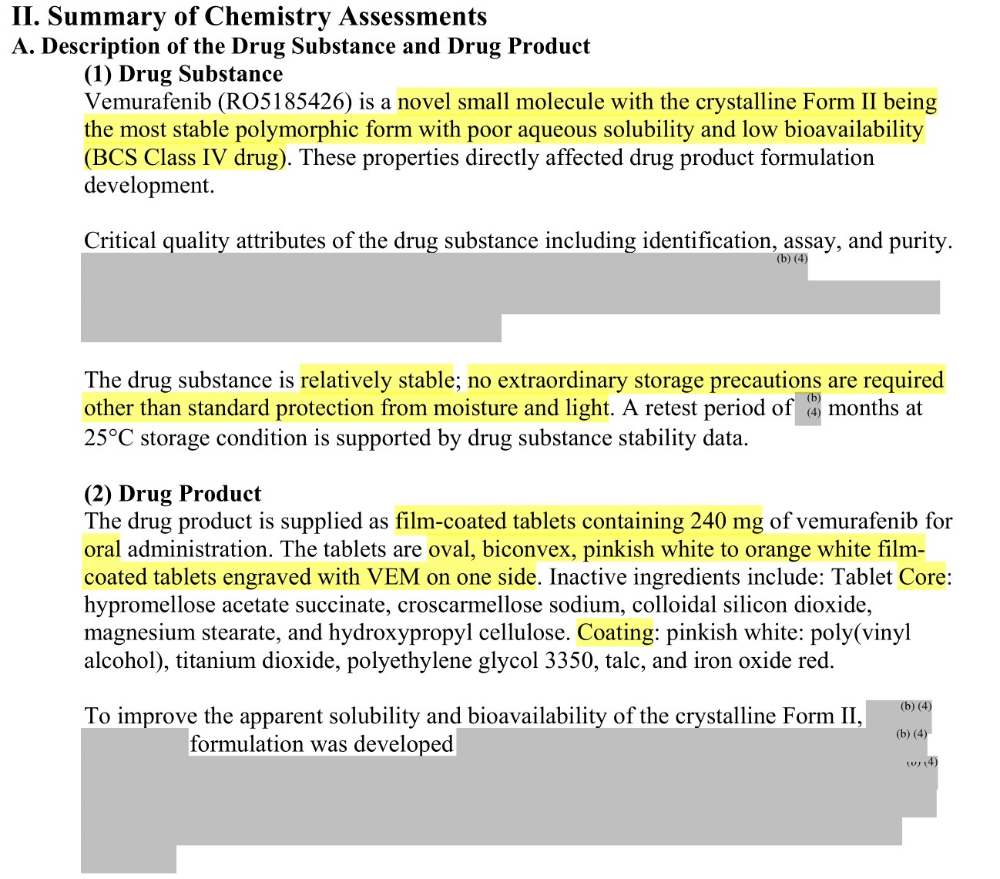 II. Summary of Chemistry Assessments
A. Description of the Drug Substance and Drug Product
(1) Drug Substance
Vemurafenib (RO5185426) is a novel small molecule with the crystalline Form II being
the most stable polymorphic form with poor aqueous solubility and low bioavailability
(BCS Class IV drug). These properties directly affected drug product formulation
development.
Critical quality attributes of the drug substance including identification, assay, and purity.
(b) (4)
The drug substance is relatively stable; no extraordinary storage precautions are required
other than standard protection from moisture and light. A retest period of (b) (4) months at
25°C storage condition is supported by drug substance stability data.
(2) Drug Product
The drug product is supplied as film-coated tablets containing 240 mg of vemurafenib for
oral administration. The tablets are oval, biconvex, pinkish white to orange white film-
coated tablets engraved with VEM on one side. Inactive ingredients include: Tablet Core:
hypromellose acetate succinate, croscarmellose sodium, colloidal silicon dioxide,
magnesium stearate, and hydroxypropyl cellulose. Coating: pinkish white: poly(vinyl
alcohol), titanium dioxide, polyethylene glycol 3350, talc, and iron oxide red.
To improve the apparent solubility and bioavailability of the crystalline Form II, (b) (4)
formulation was developed (b) (4)
(b) (4)